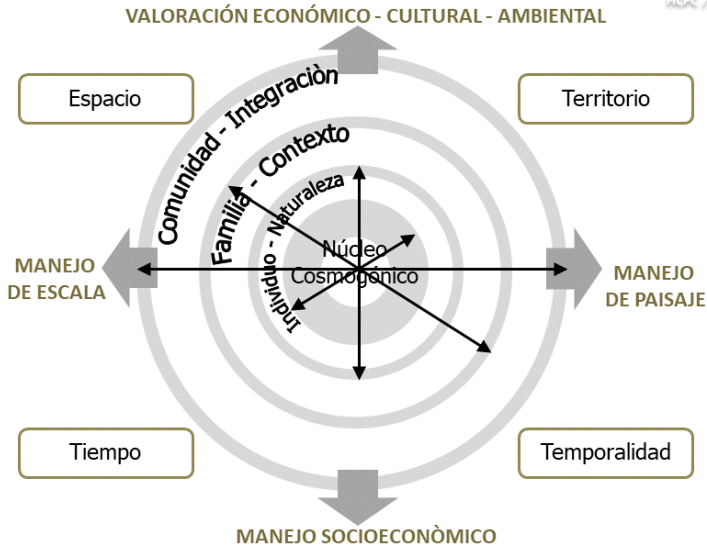 VALORACIÓN ECONÓMICO - CULTURAL - AMBIENTAL
Espacio
Territorio
Comunidad - Integraciòn
Familia - Contexto
Individuo - Naturaleza
Núcleo
Cosmogónico
MANEJO
DE ESCALA
MANEJO
DE PAISAJE
Tiempo
Temporalidad
MANEJO SOCIOECONÒMICO